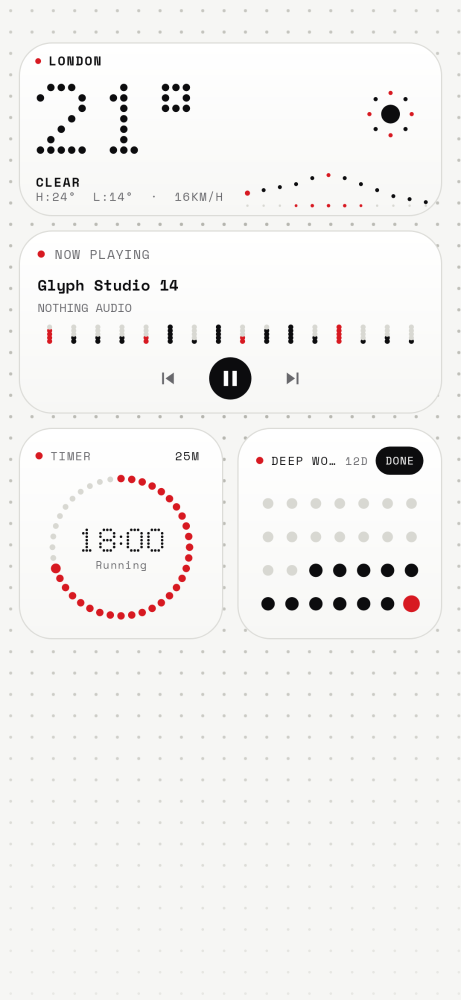 LONDON
21°
CLEAR
H:24° L:14° · 16KM/H
NOW PLAYING
Glyph Studio 14
NOTHING AUDIO
TIMER 25M
18:00
Running
DEEP WO… 12D DONE